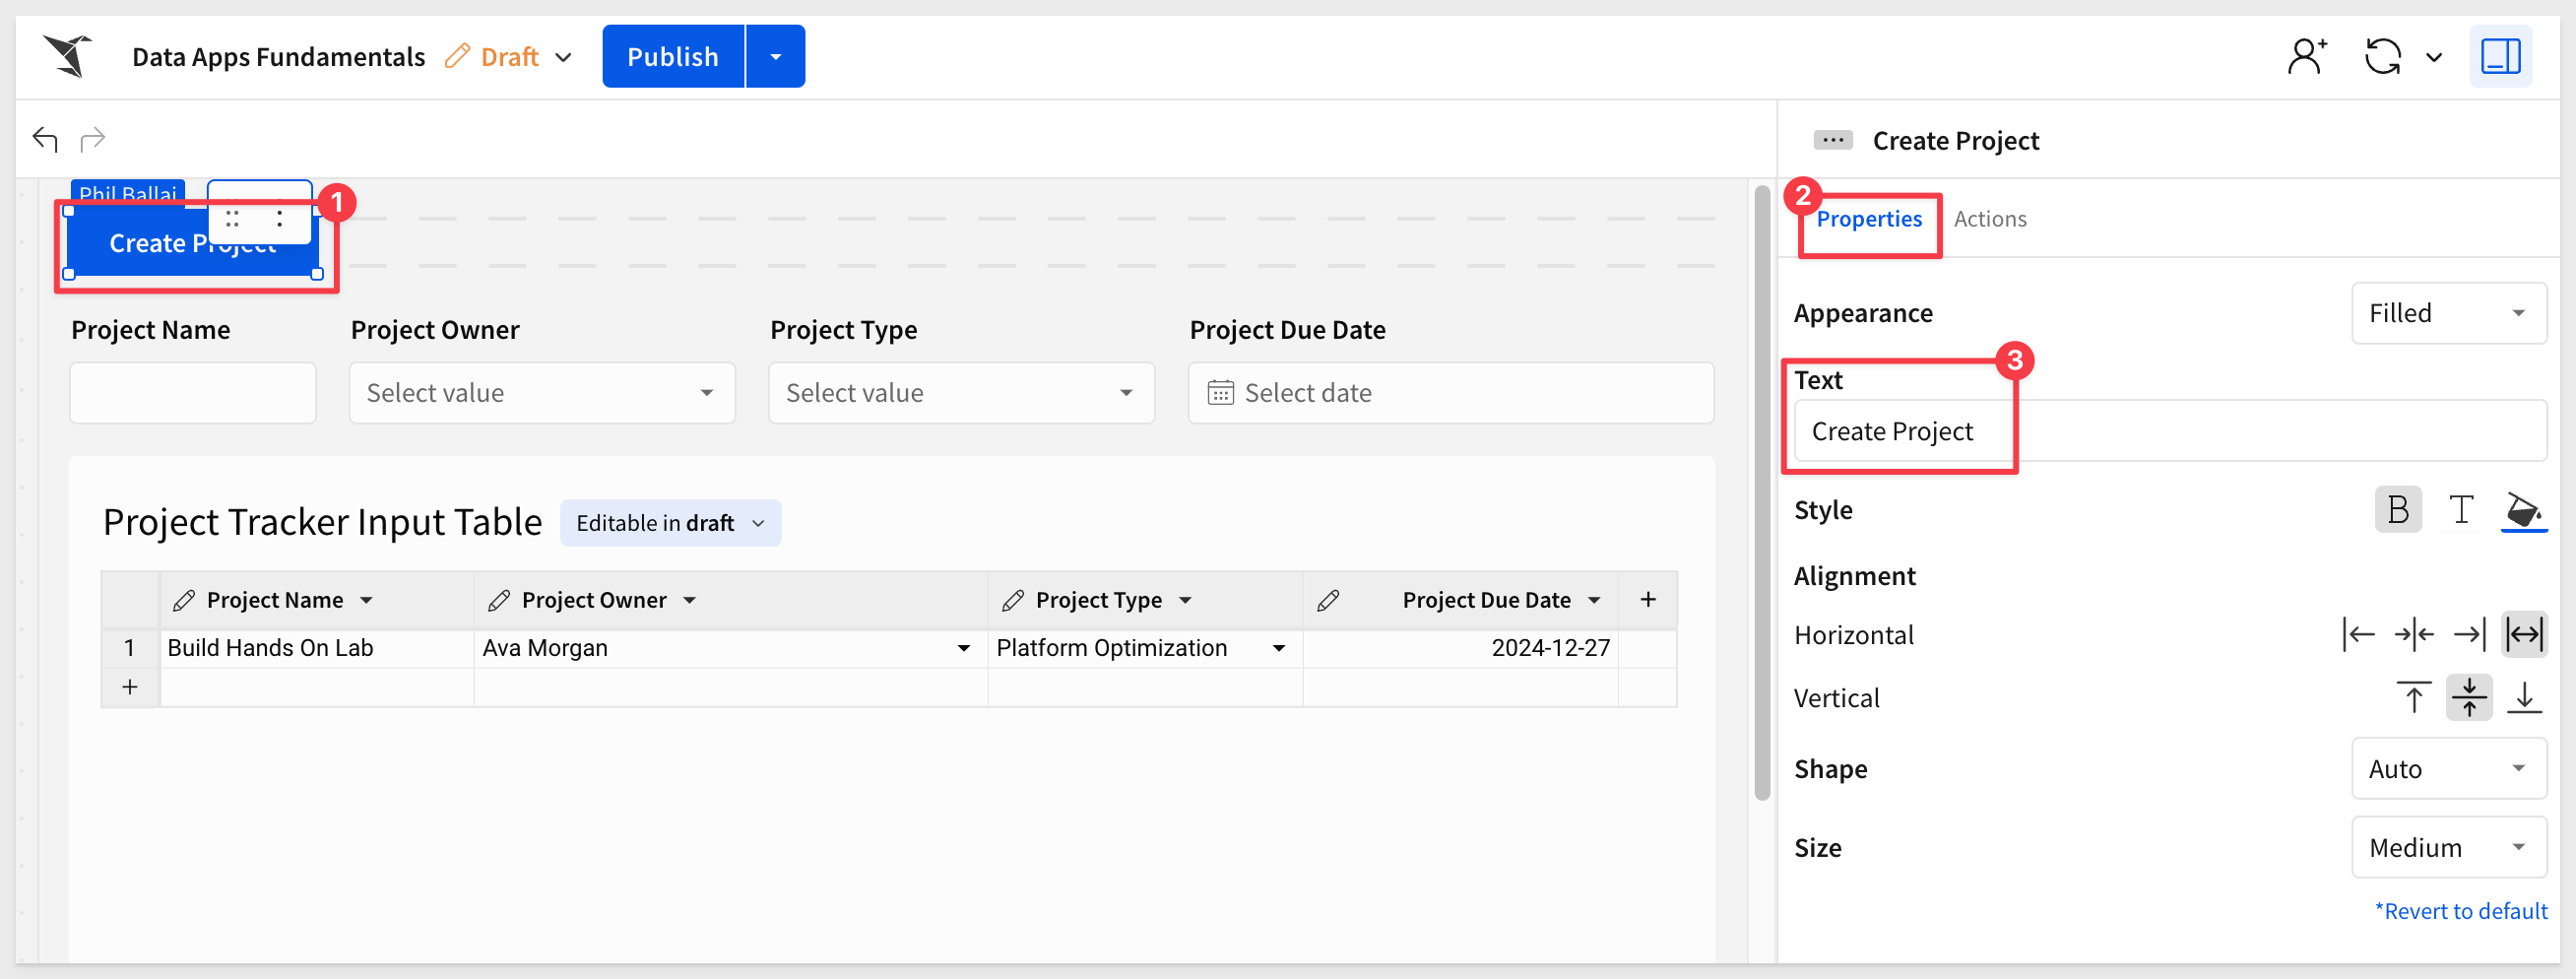 Data Apps Fundamentals Draft Publish
Create Project
Phil Ballai
1
2
Properties Actions
Create Project
Appearance Filled
3
Text
Create Project
Project Name Project Owner Project Type Project Due Date
Select value Select value Select date
Style B T
Project Tracker Input Table Editable in draft
Alignment
Project Name Project Owner Project Type Project Due Date +
Horizontal
1 Build Hands On Lab Ava Morgan Platform Optimization 2024-12-27
+
Vertical
Shape Auto
Size Medium
*Revert to default